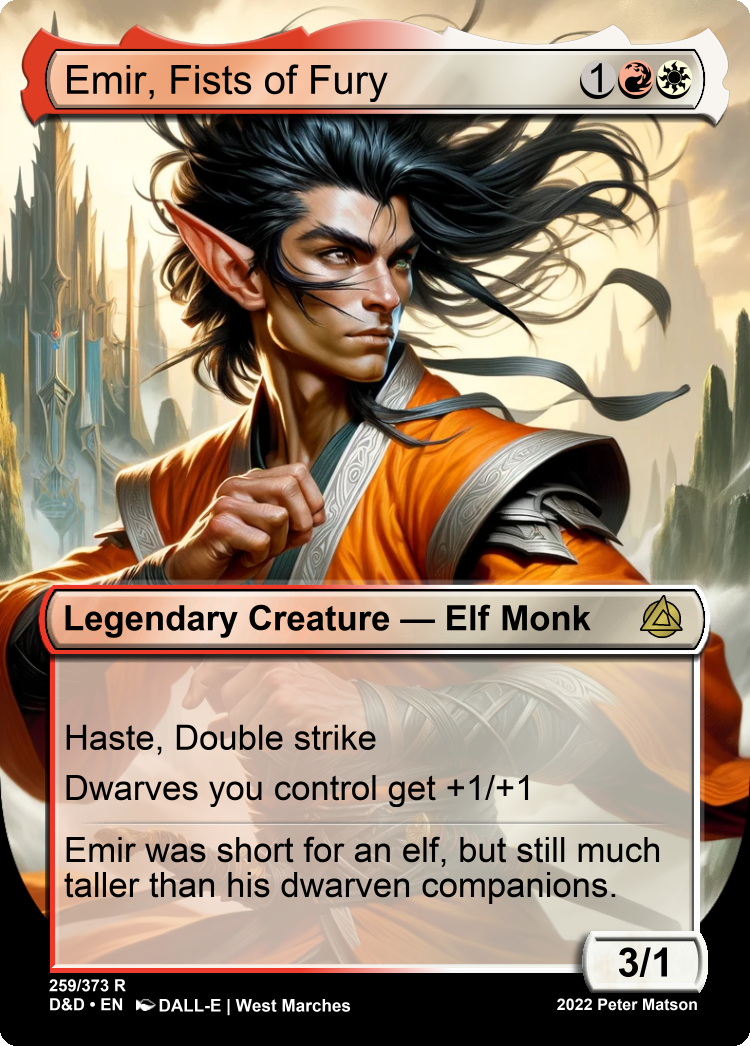 Emir, Fists of Fury 1
Legendary Creature — Elf Monk
Haste, Double strike
Dwarves you control get +1/+1
Emir was short for an elf, but still much
taller than his dwarven companions.
3/1
259/373 R
D&D • EN DALL-E | West Marches
2022 Peter Matson